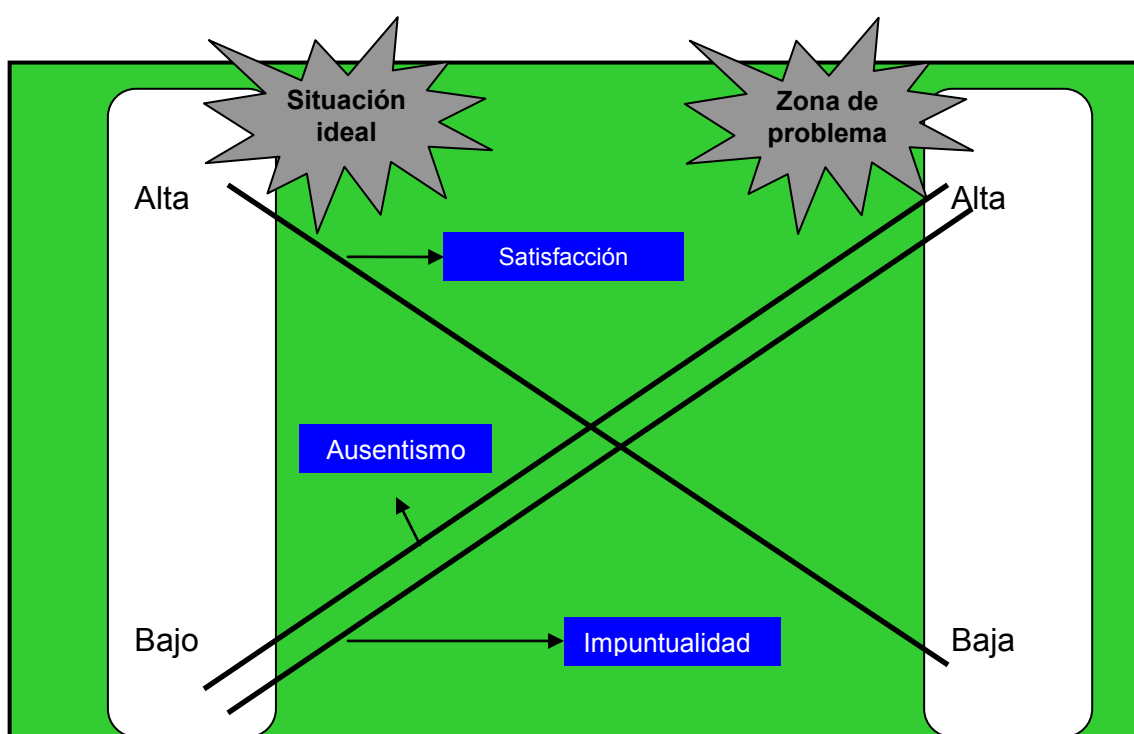 Situación
ideal
Zona de
problema
Alta
Alta
Satisfacción
Ausentismo
Bajo
Impuntualidad
Baja